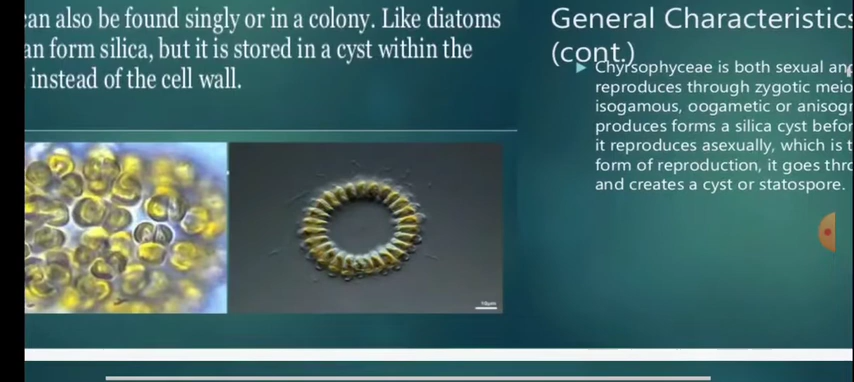 can also be found singly or in a colony. Like diatoms
an form silica, but it is stored in a cyst within the
instead of the cell wall.
General Characteristics
(cont.)
Chyrsophyceae is both sexual and
reproduces through zygotic meio
isogamous, oogametic or anisogr
produces forms a silica cyst befor
it reproduces asexually, which is t
form of reproduction, it goes thro
and creates a cyst or statospore.